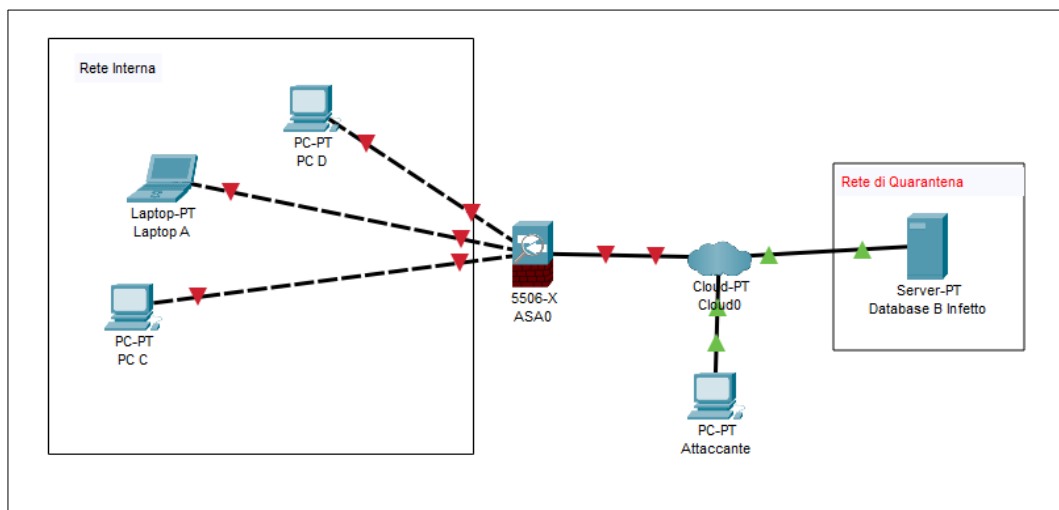 Rete Interna
PC-PT
PC D
Laptop-PT
Laptop A
PC-PT
PC C
5506-X
ASA0
Cloud-PT
Cloud0
PC-PT
Attaccante
Rete di Quarantena
Server-PT
Database B Infetto